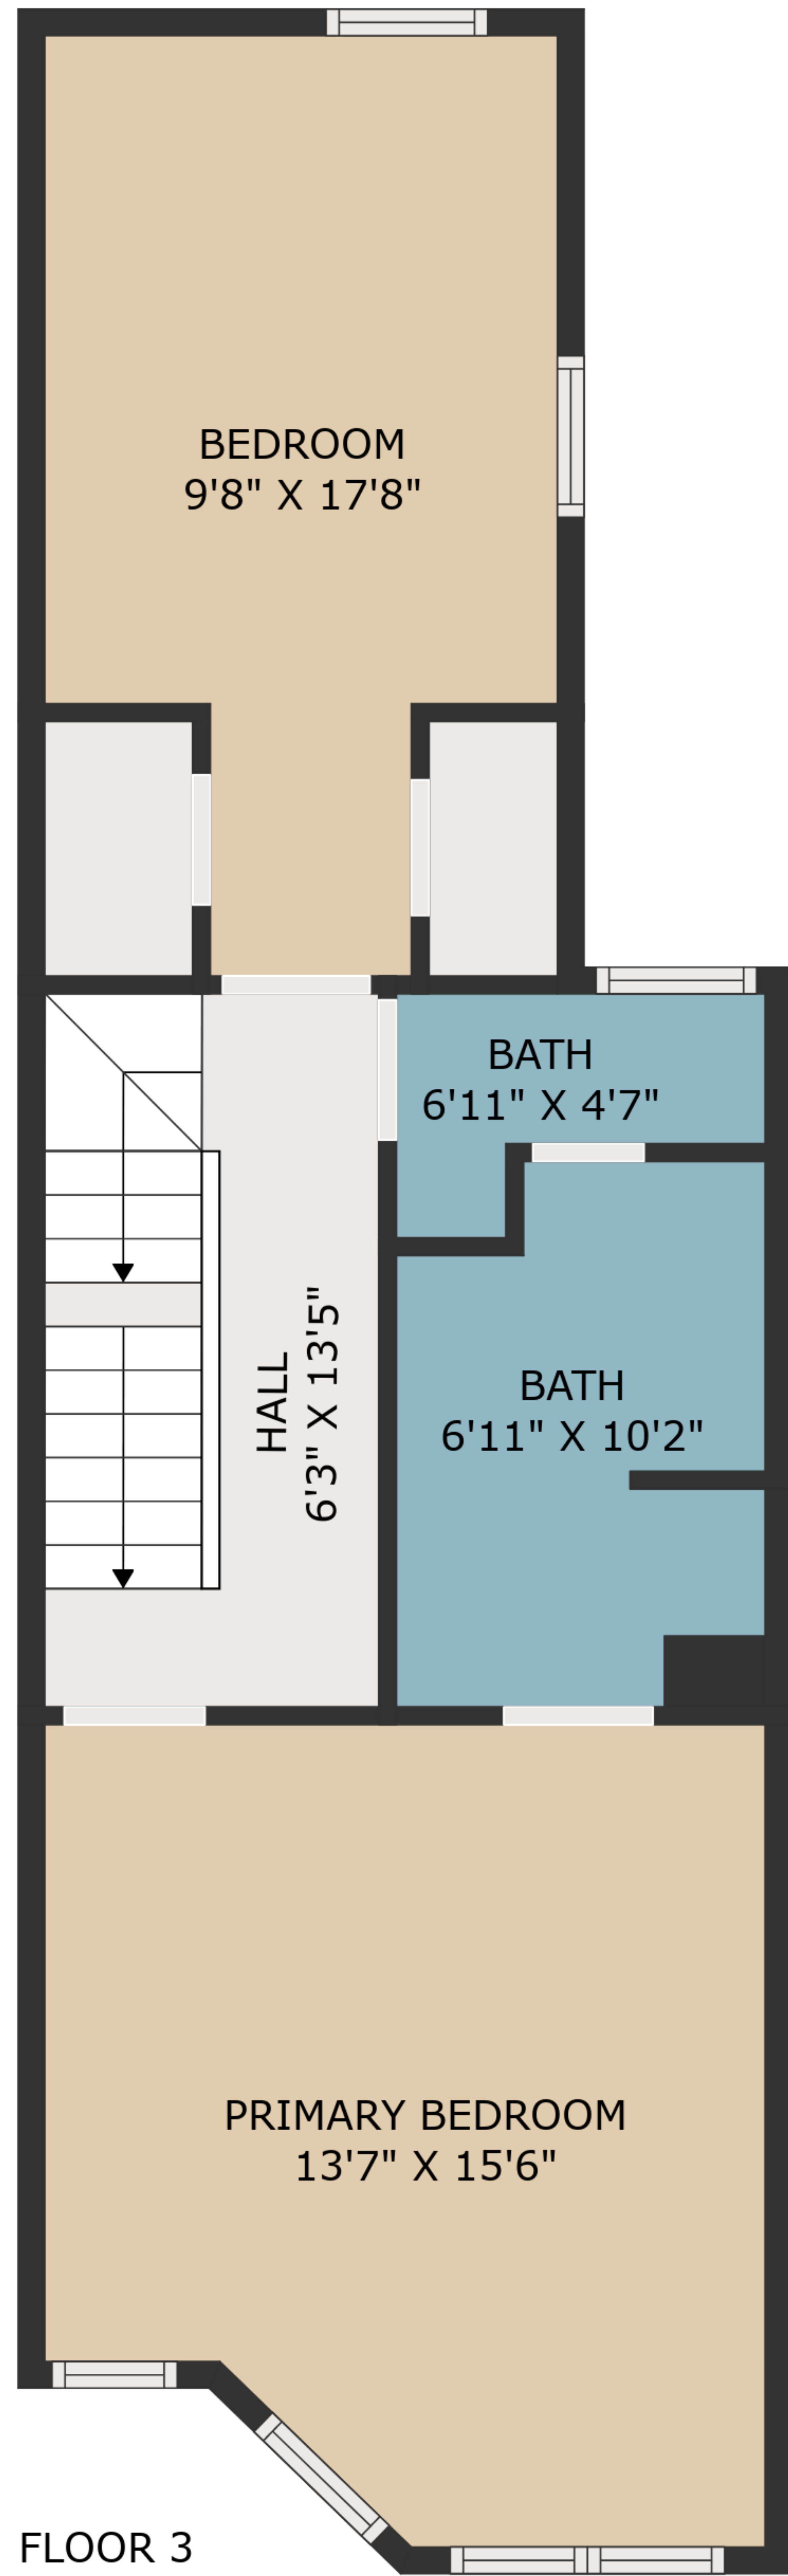 BEDROOM
9'8" X 17'8"
BATH
6'11" X 4'7"
HALL
6'3" X 13'5"
BATH
6'11" X 10'2"
PRIMARY BEDROOM
13'7" X 15'6"
FLOOR 3